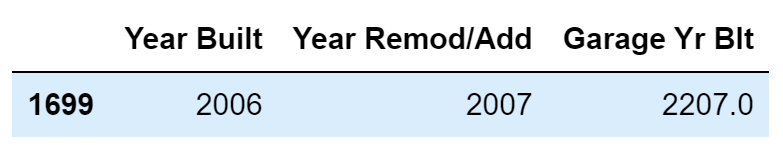 Year Built Year Remod/Add Garage Yr Blt
1699 2006 2007 2207.0